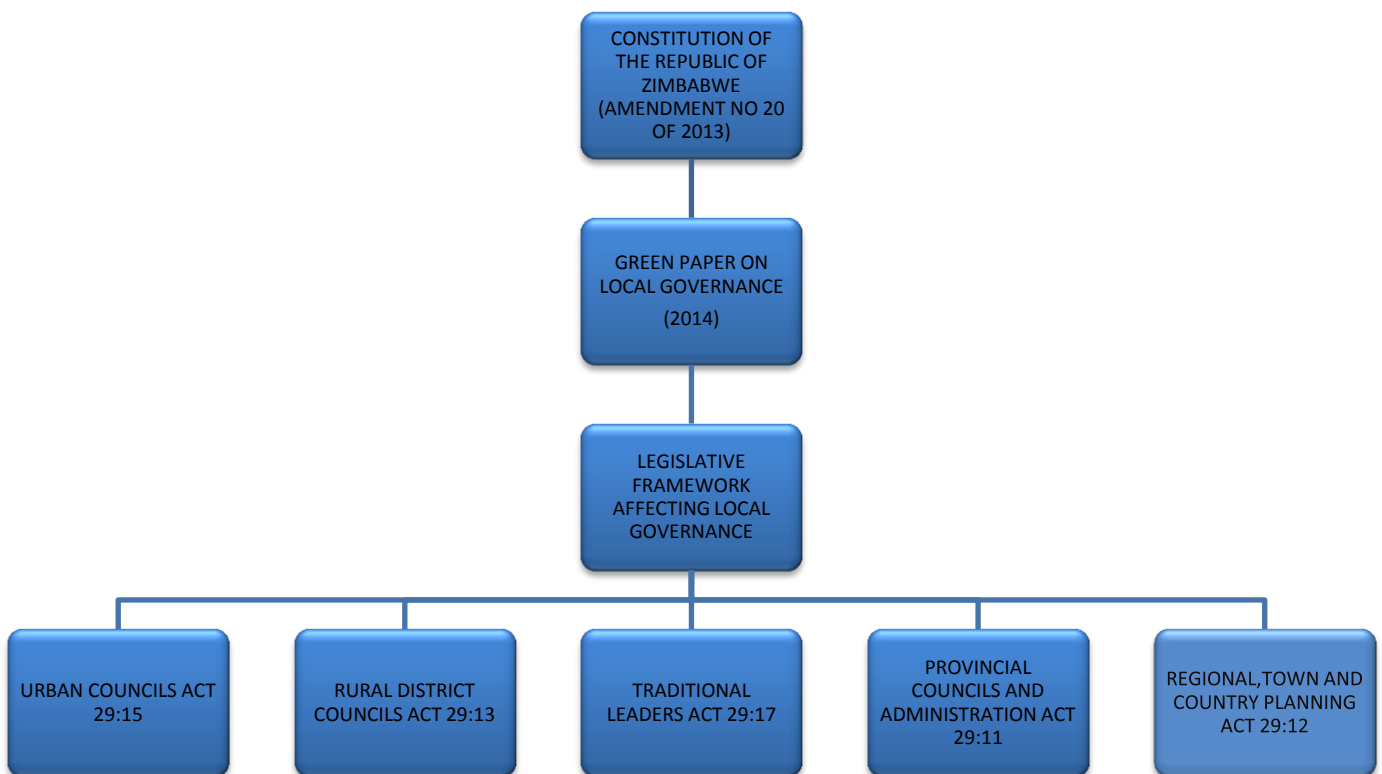 CONSTITUTION OF
THE REPUBLIC OF
ZIMBABWE
(AMENDMENT NO 20
OF 2013)
GREEN PAPER ON
LOCAL GOVERNANCE
(2014)
LEGISLATIVE
FRAMEWORK
AFFECTING LOCAL
GOVERNANCE
URBAN COUNCILS ACT
29:15
RURAL DISTRICT
COUNCILS ACT 29:13
TRADITIONAL
LEADERS ACT 29:17
PROVINCIAL
COUNCILS AND
ADMINISTRATION ACT
29:11
REGIONAL,TOWN AND
COUNTRY PLANNING
ACT 29:12